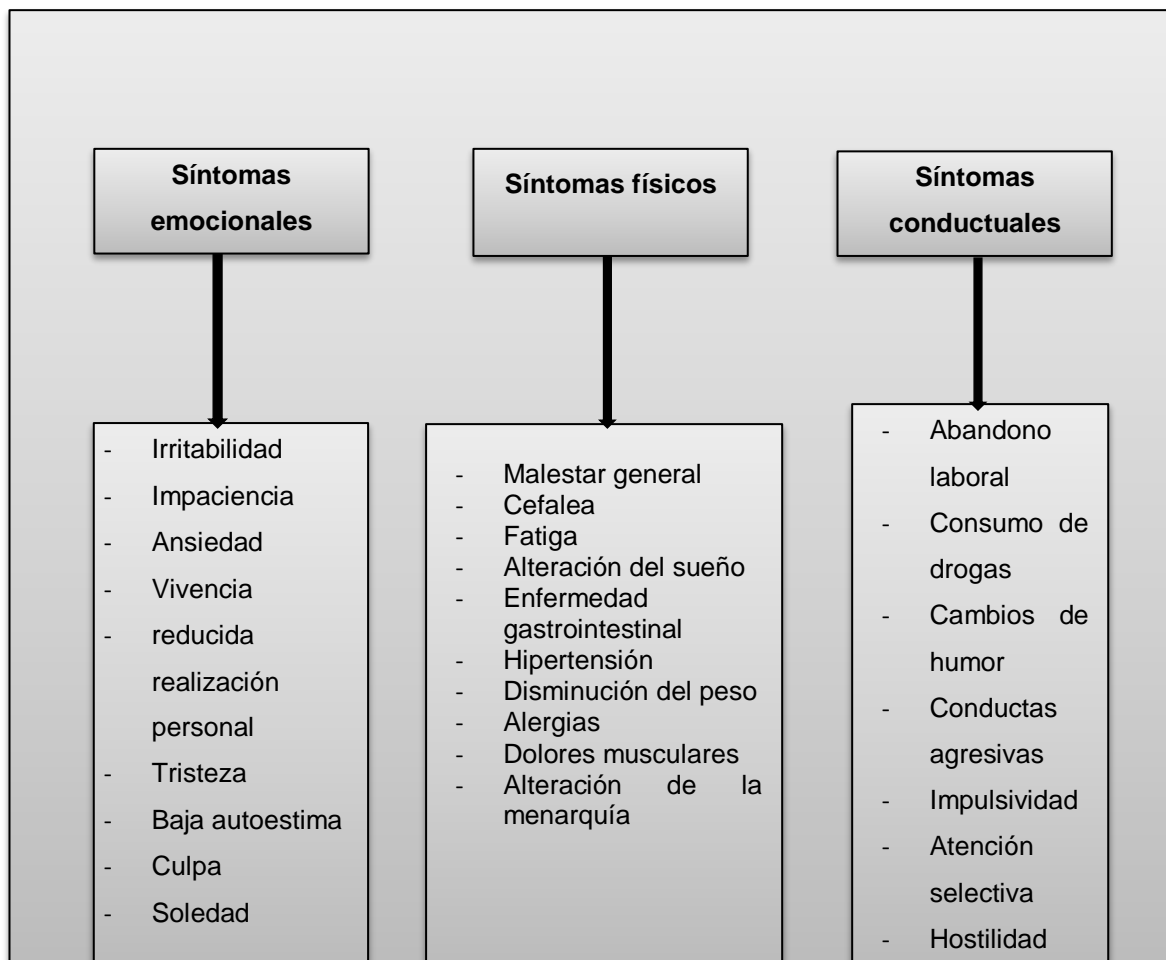 Síntomas
emocionales
- Irritabilidad
- Impaciencia
- Ansiedad
- Vivencia
- reducida
realización
personal
- Tristeza
- Baja autoestima
- Culpa
- Soledad
Síntomas físicos
- Malestar general
- Cefalea
- Fatiga
- Alteración del sueño
- Enfermedad
gastrointestinal
- Hipertensión
- Disminución del peso
- Alergias
- Dolores musculares
- Alteración de la
menarquía
Síntomas
conductuales
- Abandono
laboral
- Consumo de
drogas
- Cambios de
humor
- Conductas
agresivas
- Impulsividad
- Atención
selectiva
- Hostilidad